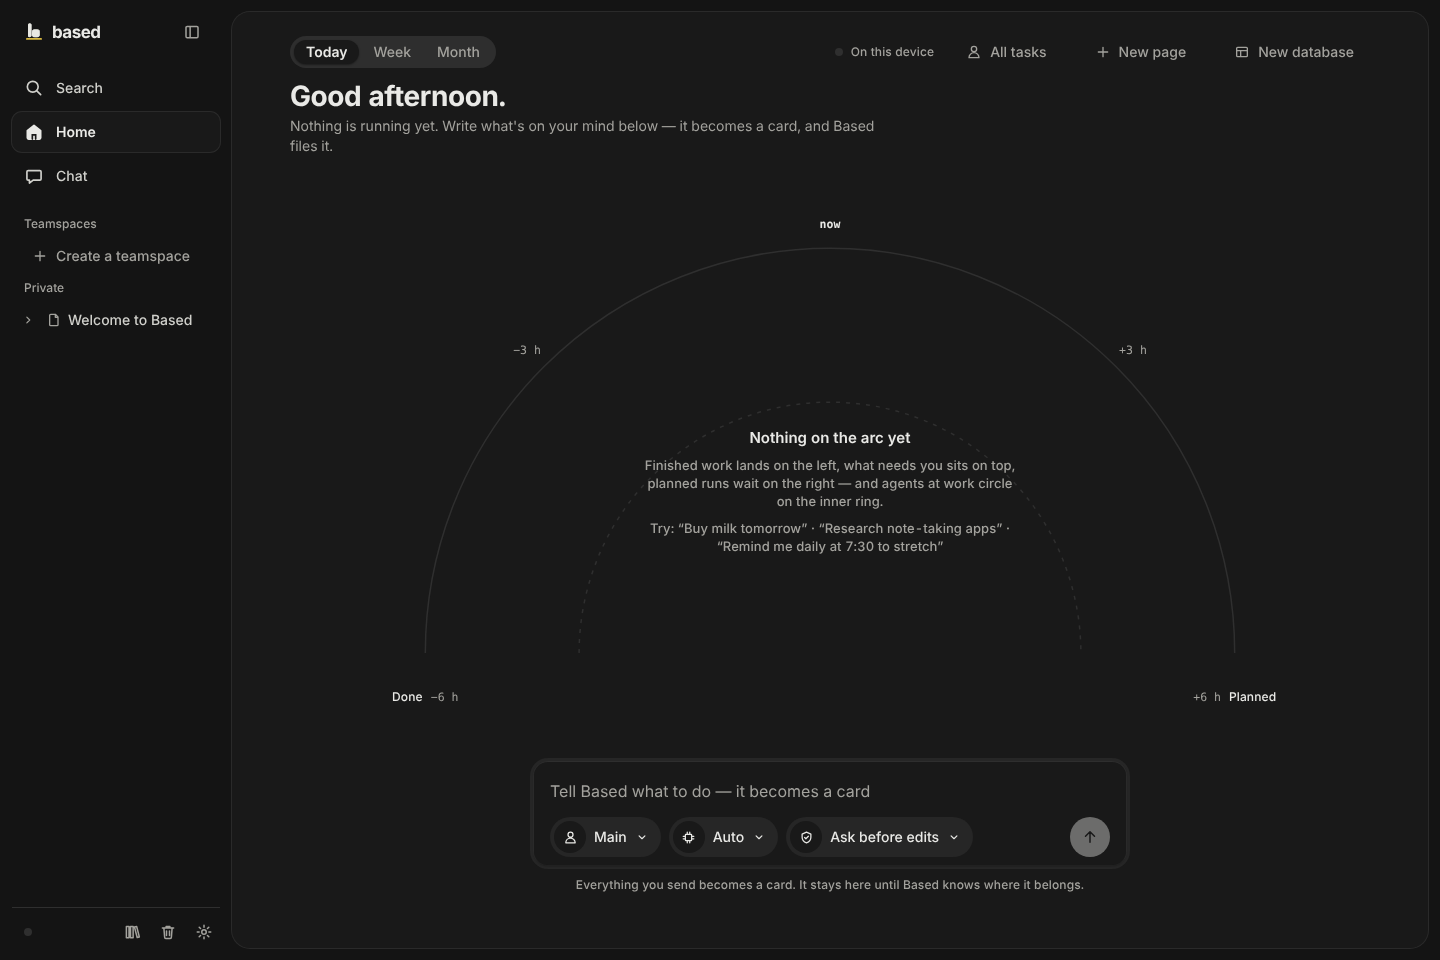 based
Search
Home
Chat
Teamspaces
Create a teamspace
Private
Welcome to Based
Today Week Month
On this device
All tasks
New page
New database
Good afternoon.
Nothing is running yet. Write what's on your mind below — it becomes a card, and Based
files it.
now
−3 h
+3 h
Nothing on the arc yet
Finished work lands on the left, what needs you sits on top,
planned runs wait on the right — and agents at work circle
on the inner ring.
Try: “Buy milk tomorrow” · “Research note-taking apps” ·
“Remind me daily at 7:30 to stretch”
Done −6 h
+6 h Planned
Tell Based what to do — it becomes a card
Main
Auto
Ask before edits
Everything you send becomes a card. It stays here until Based knows where it belongs.